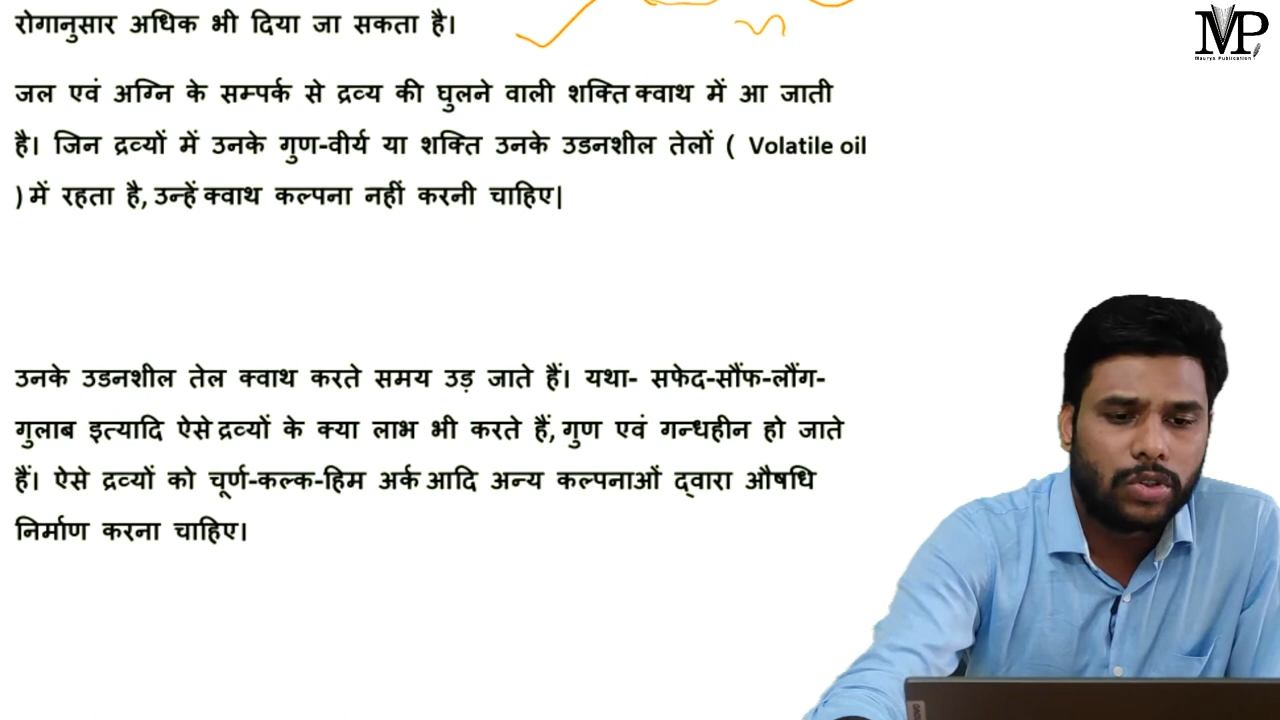 रोगानुसार अधिक भी दिया जा सकता है।
MP
Maurya Publication
जल एवं अग्नि के सम्पर्क से द्रव्य की घुलने वाली शक्ति क्वाथ में आ जाती
है। जिन द्रव्यों में उनके गुण-वीर्य या शक्ति उनके उडनशील तेलों ( Volatile oil
) में रहता है, उन्हें क्वाथ कल्पना नहीं करनी चाहिए|
उनके उडनशील तेल क्वाथ करते समय उड़ जाते हैं। यथा- सफेद-सौंफ-लौंग-
गुलाब इत्यादि ऐसे द्रव्यों के क्या लाभ भी करते हैं, गुण एवं गन्धहीन हो जाते
हैं। ऐसे द्रव्यों को चूर्ण-कल्क-हिम अर्क आदि अन्य कल्पनाओं द्वारा औषधि
निर्माण करना चाहिए।